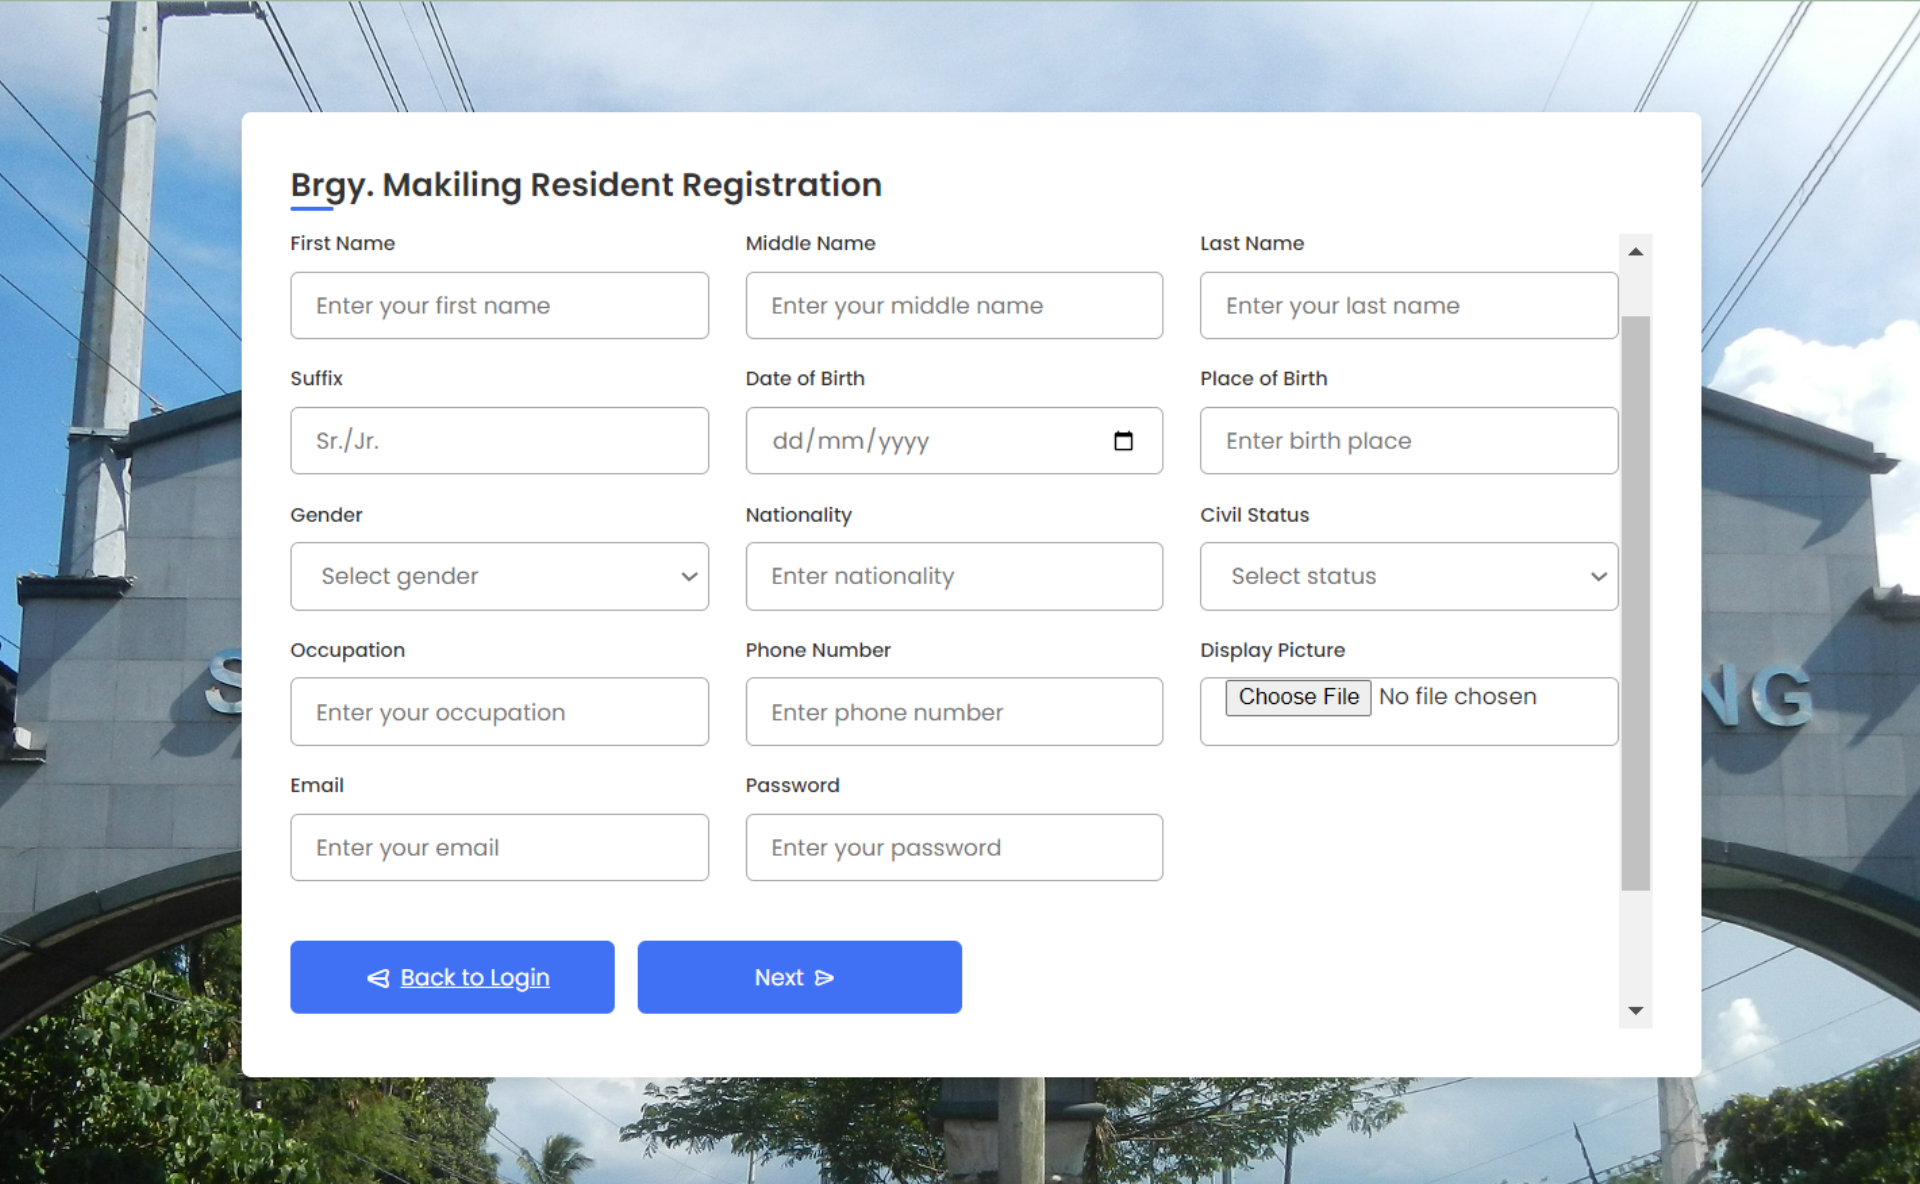 Brgy. Makiling Resident Registration
First Name Middle Name Last Name
Enter your first name Enter your middle name Enter your last name
Suffix Date of Birth Place of Birth
Sr./Jr. dd/mm/yyyy Enter birth place
Gender Nationality Civil Status
Select gender Enter nationality Select status
Occupation Phone Number Display Picture
Enter your occupation Enter phone number Choose File No file chosen
Email Password
Enter your email Enter your password
Back to Login Next
S NG